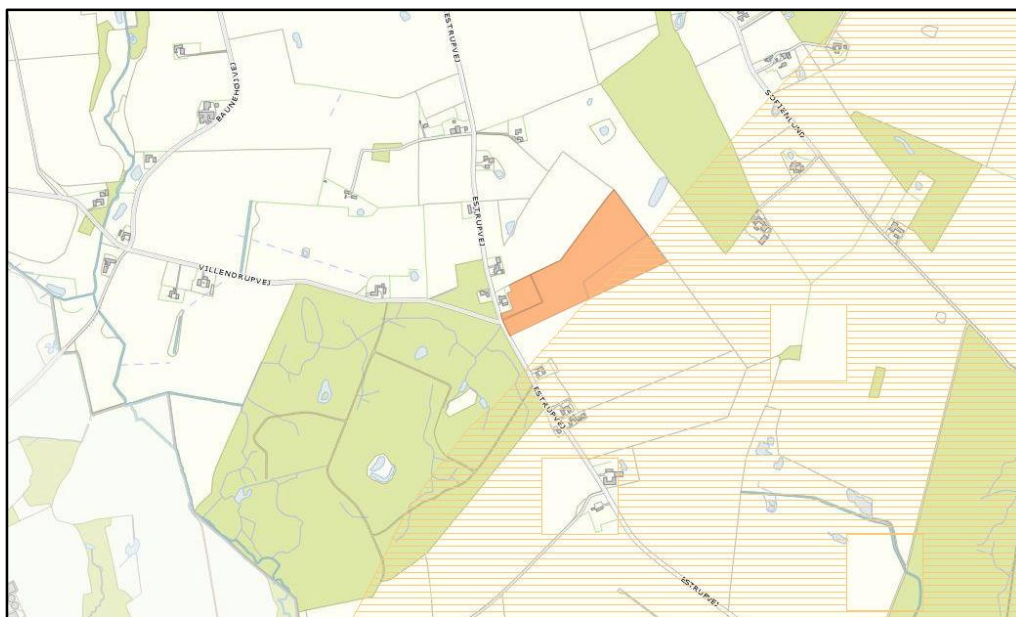 ESTRUPVEJ
BAUNEHØJVEJ
SOFIENLUND
ESTRUPVEJ
VILLENDRUPVEJ
ESTRUPVEJ
ESTRUPVEJ